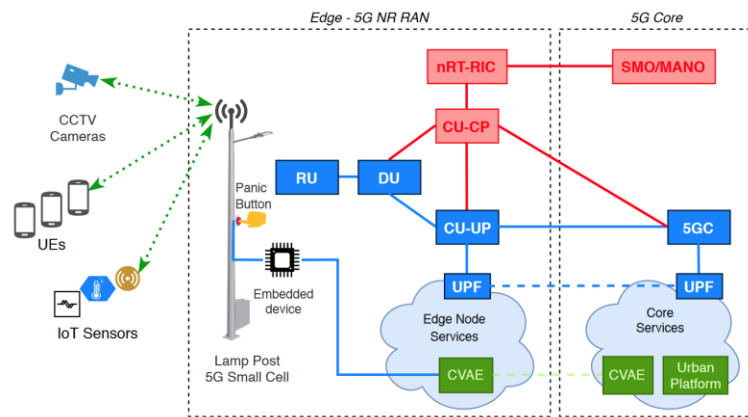 Edge - 5G NR RAN
5G Core
nRT-RIC
SMO/MANO
CCTV
Cameras
CU-CP
RU
DU
Panic
Button
UEs
CU-UP
5GC
Embedded
device
UPF
UPF
Edge Node
Services
Core
Services
IoT Sensors
Lamp Post
5G Small Cell
CVAE
CVAE
Urban
Platform